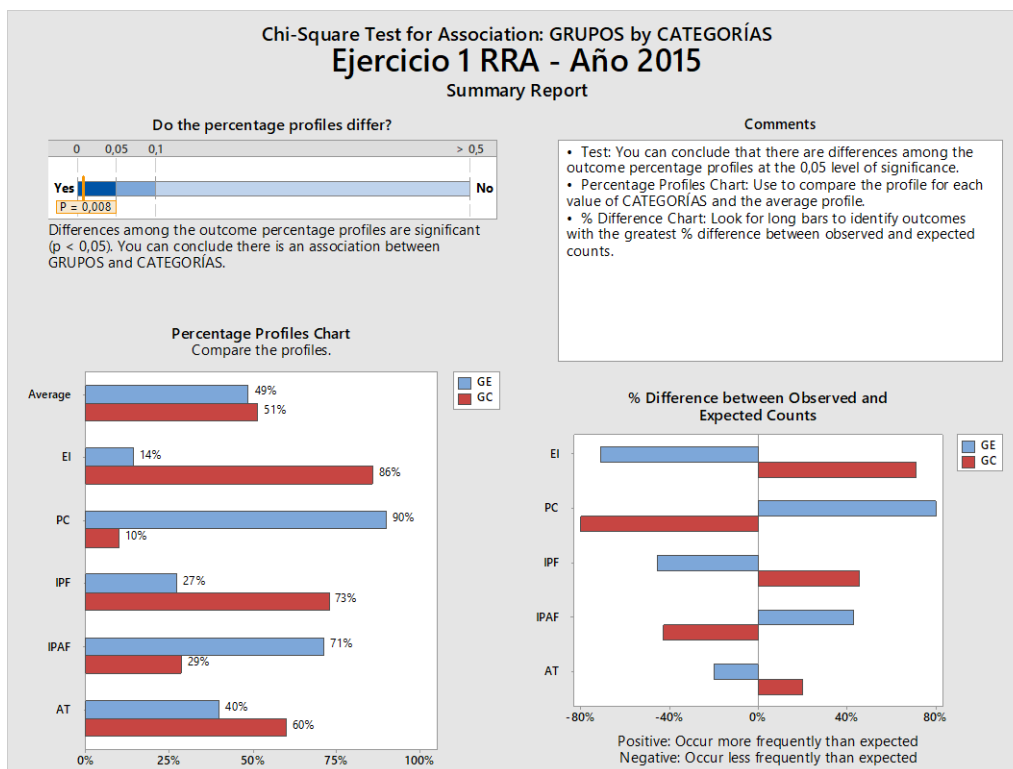 Chi-Square Test for Association: GRUPOS by CATEGORÍAS
Ejercicio 1 RRA - Año 2015
Summary Report
Do the percentage profiles differ?
0 0,05 0,1 > 0,5
Yes No
P = 0,008
Differences among the outcome percentage profiles are significant
(p < 0,05). You can conclude there is an association between
GRUPOS and CATEGORÍAS.
Comments
• Test: You can conclude that there are differences among the
outcome percentage profiles at the 0,05 level of significance.
• Percentage Profiles Chart: Use to compare the profile for each
value of CATEGORÍAS and the average profile.
• % Difference Chart: Look for long bars to identify outcomes
with the greatest % difference between observed and expected
counts.
Percentage Profiles Chart
Compare the profiles.
GE
GC
Average
49%
51%
EI
14%
86%
PC
90%
10%
IPF
27%
73%
IPAF
71%
29%
AT
40%
60%
0% 25% 50% 75% 100%
% Difference between Observed and
Expected Counts
GE
GC
EI
PC
IPF
IPAF
AT
-80% -40% 0% 40% 80%
Positive: Occur more frequently than expected
Negative: Occur less frequently than expected